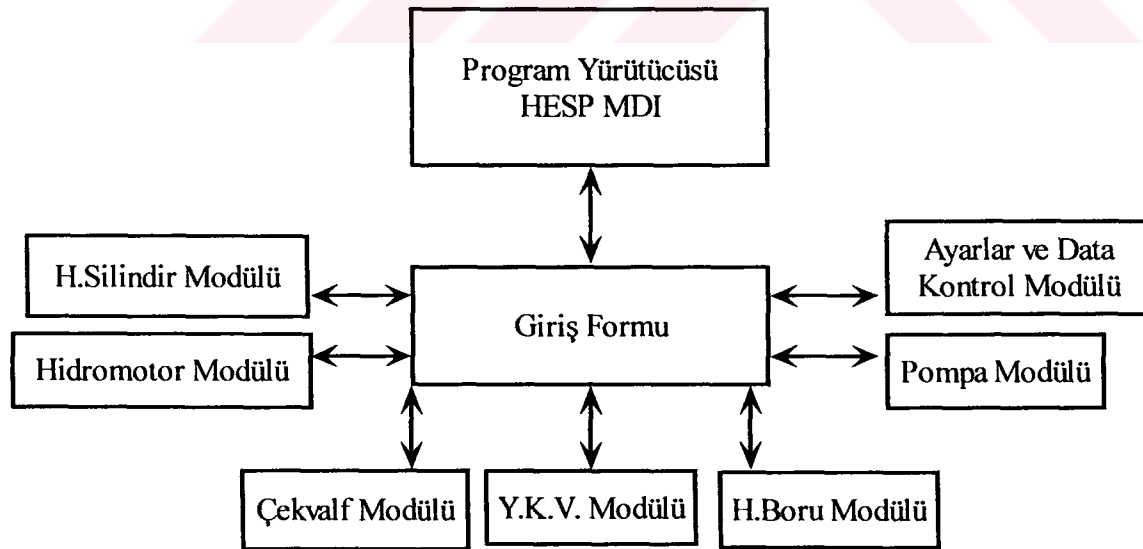 Program Yürütücüsü
HESP MDI
H.Silindir Modülü
Ayarlar ve Data
Kontrol Modülü
Giriş Formu
Hidromotor Modülü
Pompa Modülü
Çekvalf Modülü
Y.K.V. Modülü
H.Boru Modülü